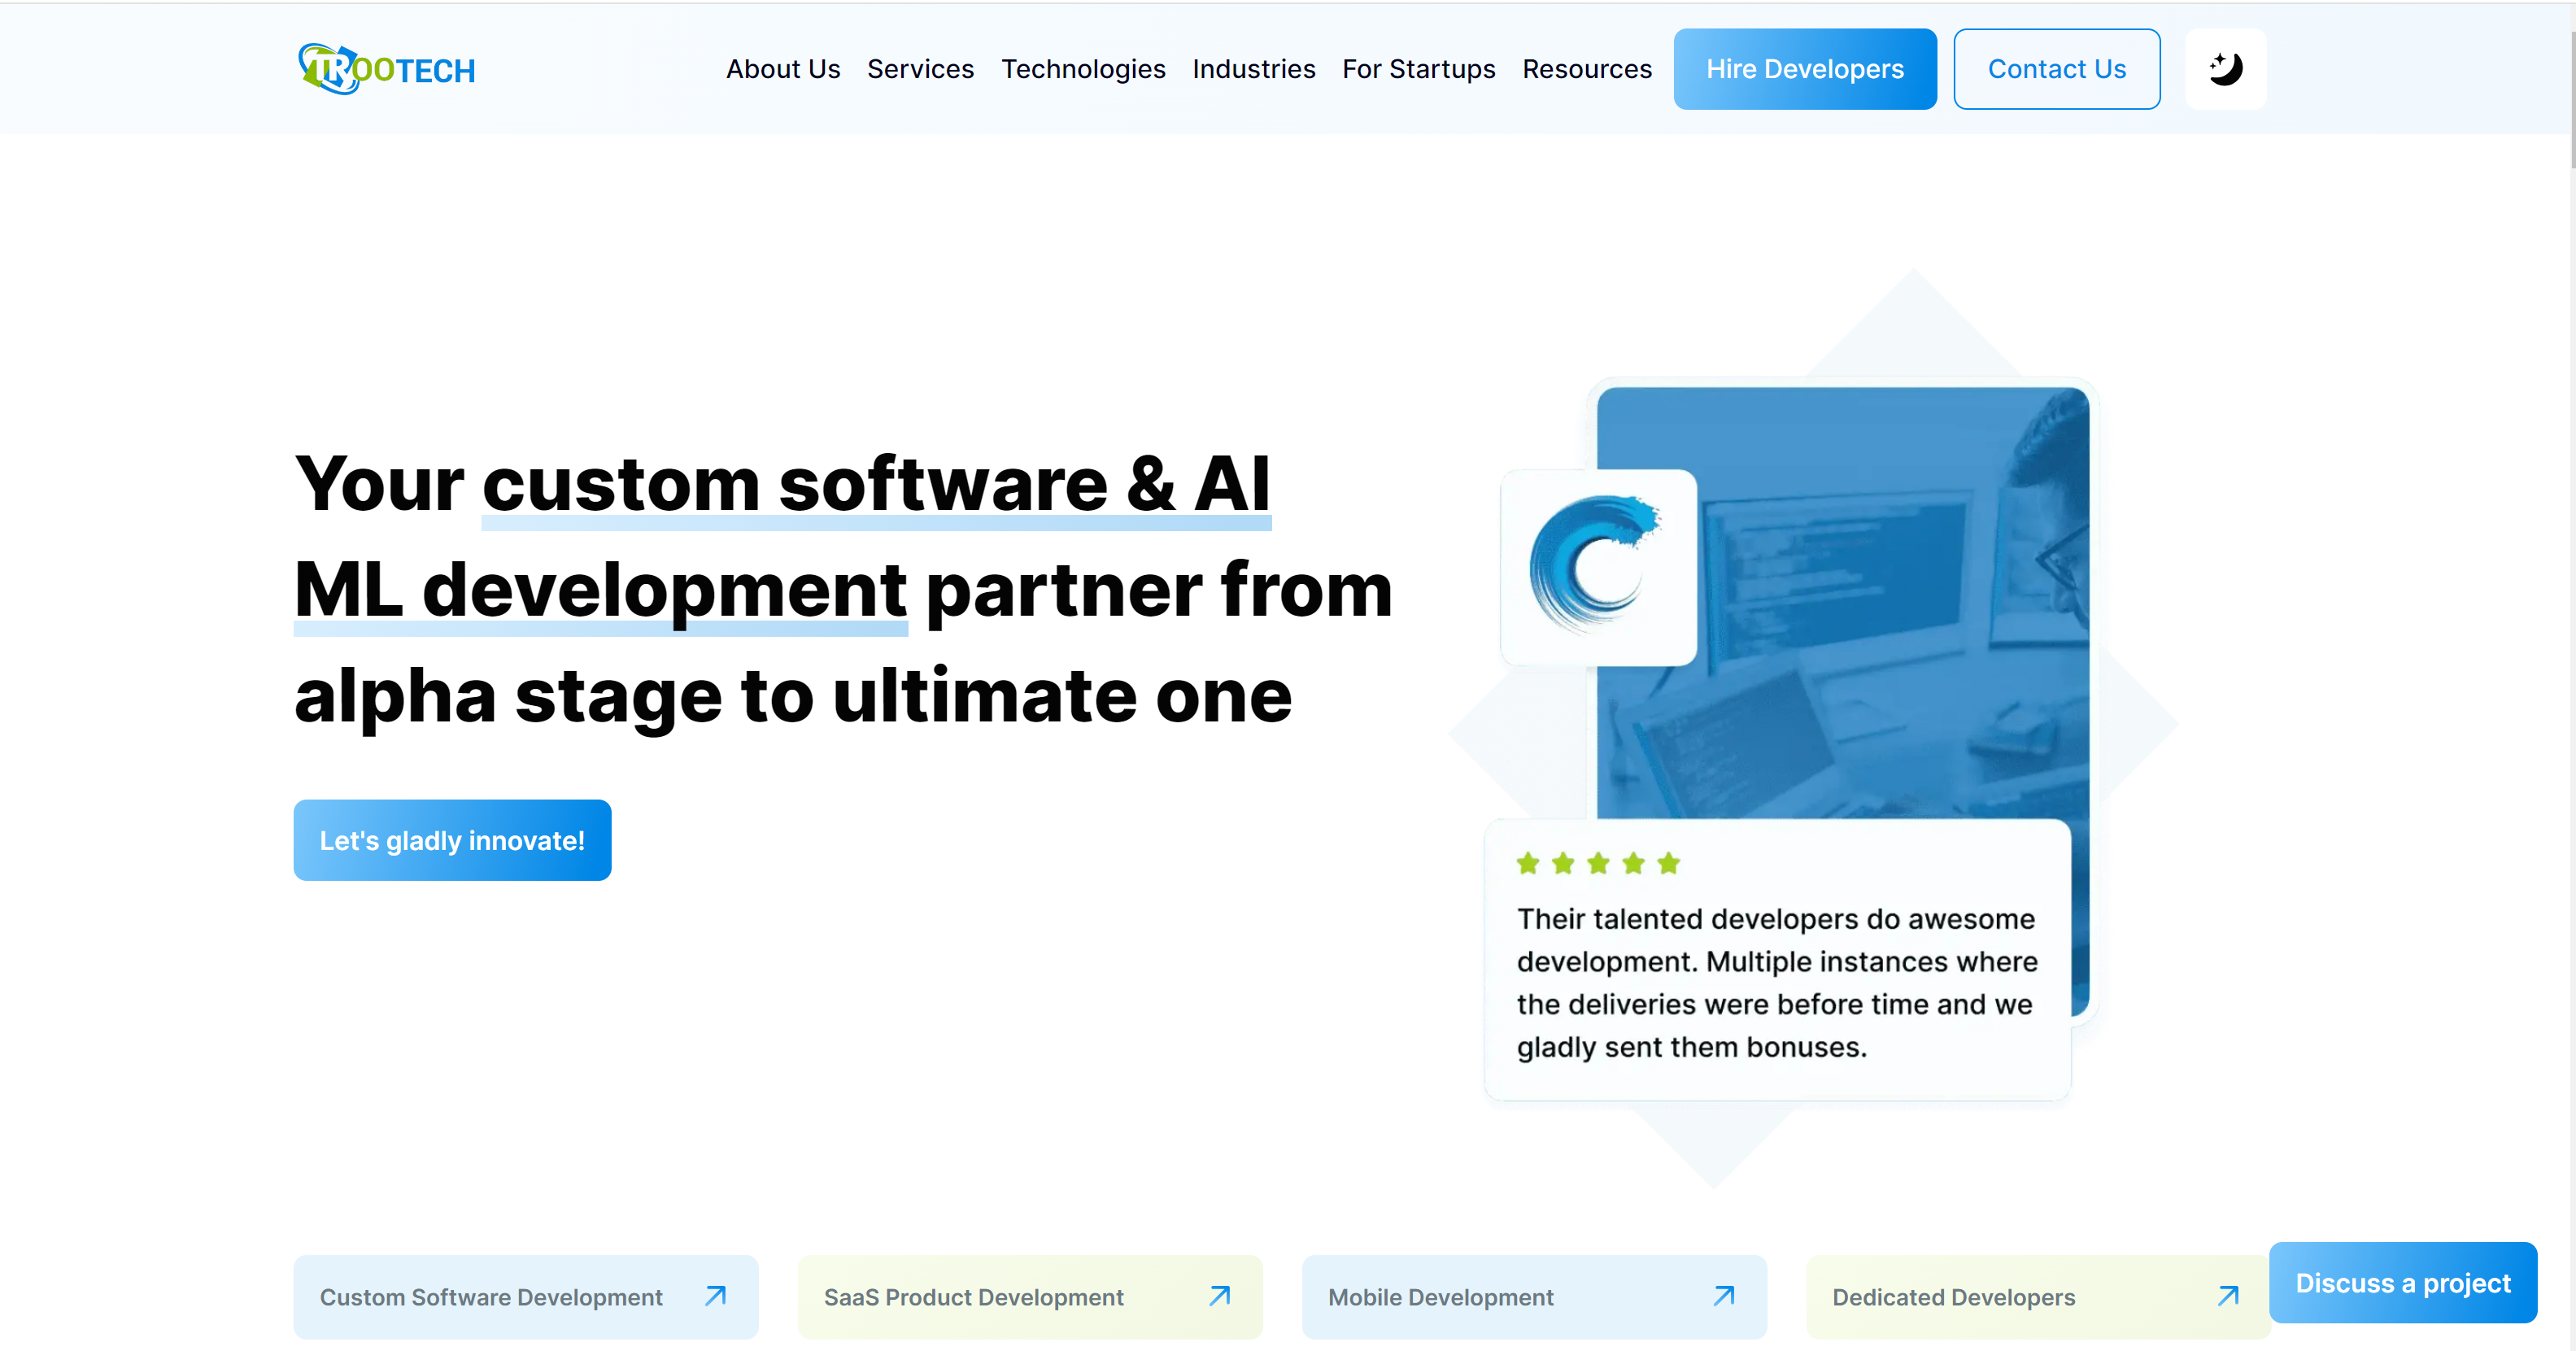 TROOTECH
About Us
Services
Technologies
Industries
For Startups
Resources
Hire Developers
Contact Us
Your custom software & AI
ML development partner from
alpha stage to ultimate one
Let's gladly innovate!
Their talented developers do awesome
development. Multiple instances where
the deliveries were before time and we
gladly sent them bonuses.
Custom Software Development
SaaS Product Development
Mobile Development
Dedicated Developers
Discuss a project